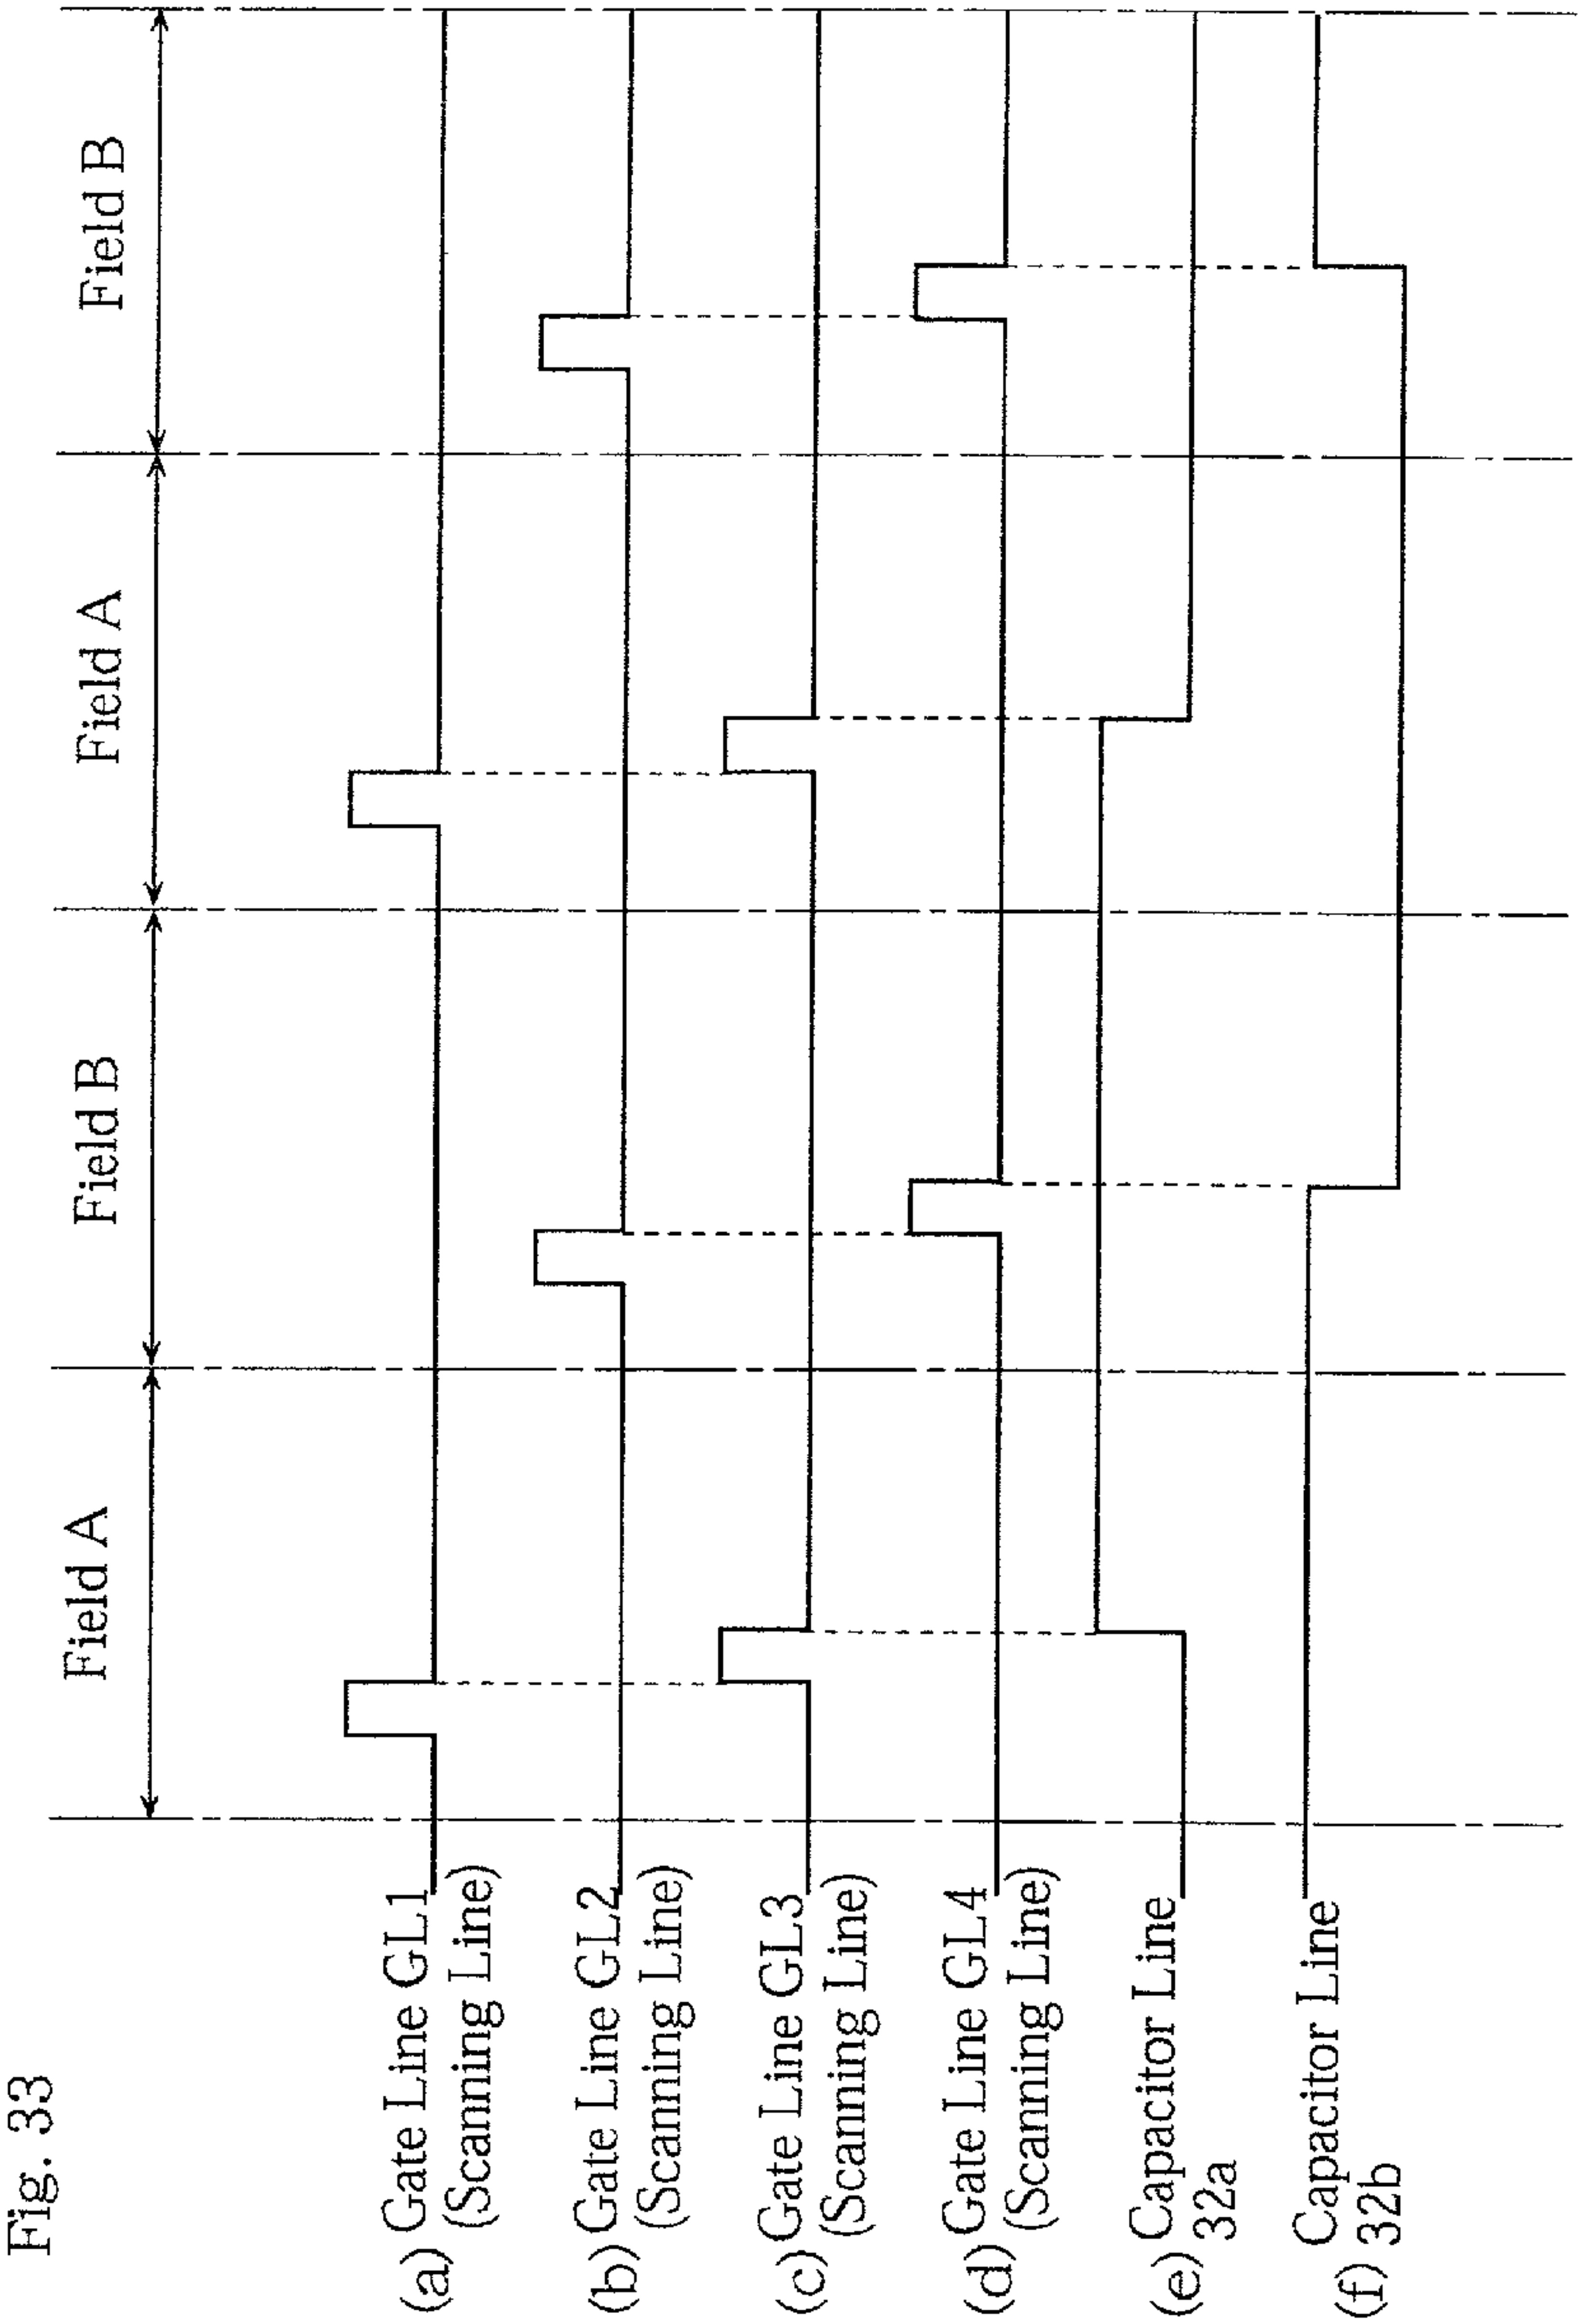 Fig. 33
Field A
Field B
Field A
Field B
(a) Gate Line GL1
(Scanning Line)
(b) Gate Line GL2
(Scanning Line)
(c) Gate Line GL3
(Scanning Line)
(d) Gate Line GL4
(Scanning Line)
(e) Capacitor Line
32a
(f) Capacitor Line
32b